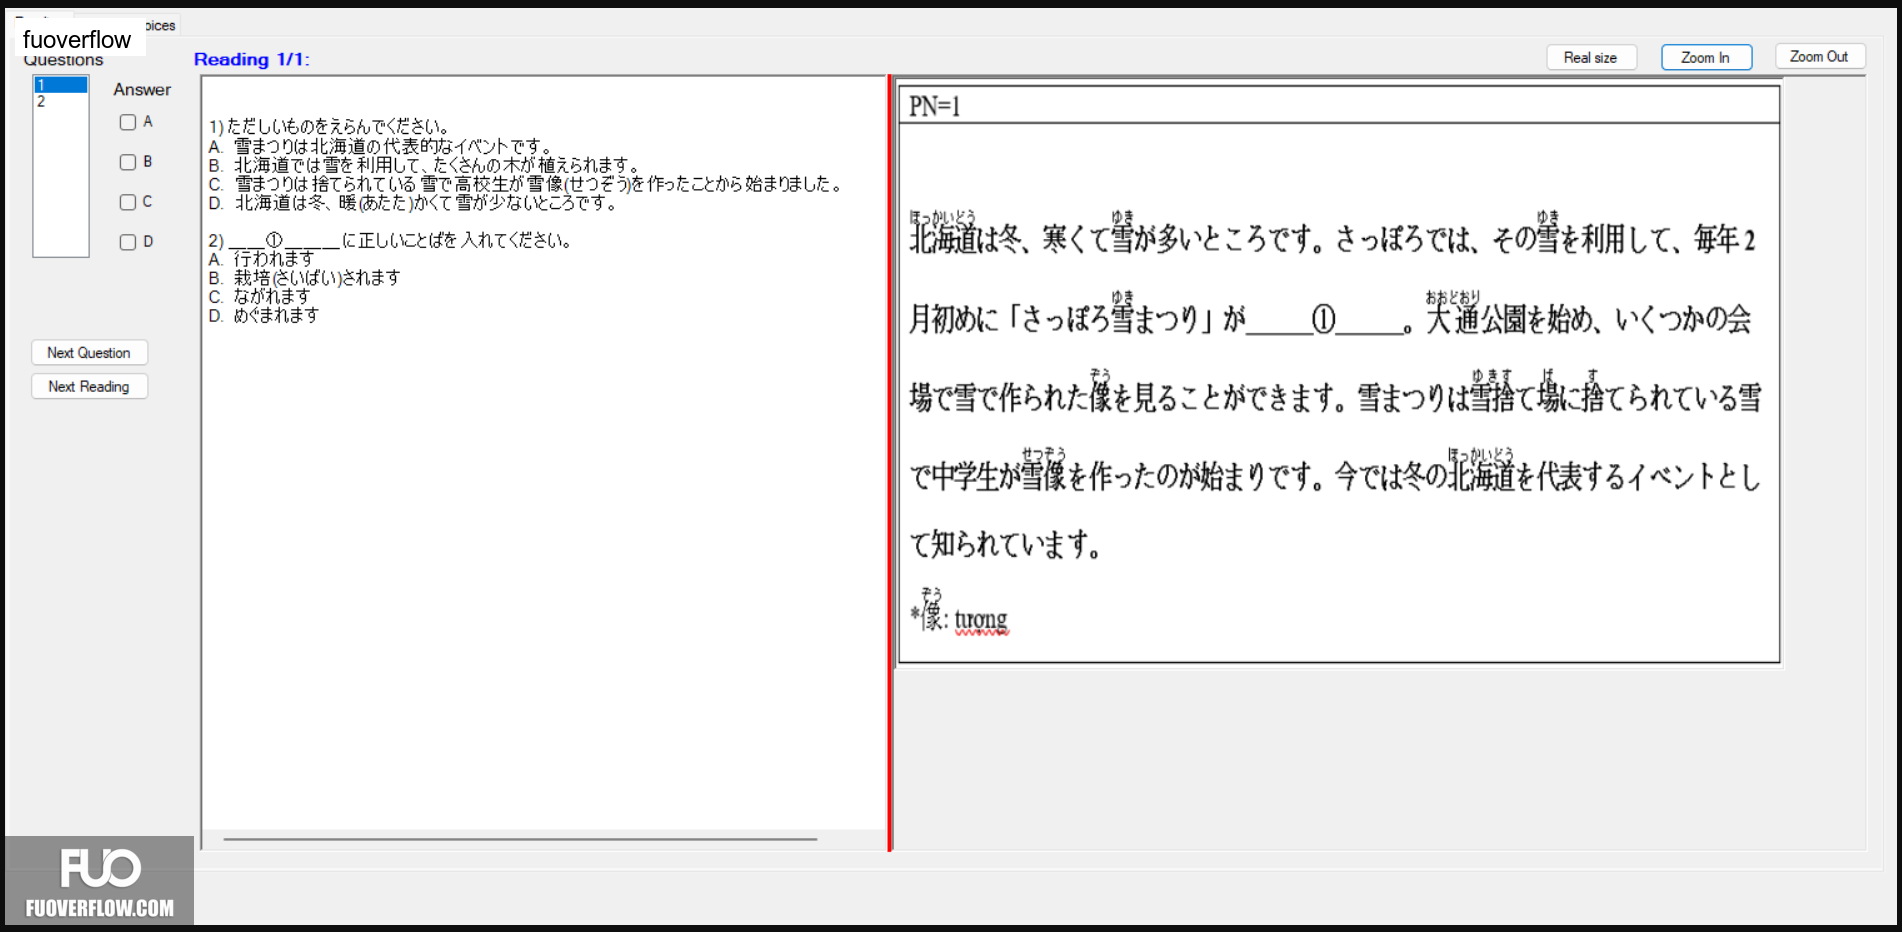 oices
fuoverflow
Questions
Reading 1/1:
Real size
Zoom In
Zoom Out
1
2
Answer
A
B
C
D
Next Question
Next Reading
1)ただしいものをえらんでください。
A. 雪まつりは北海道の代表的なイベントです。
B. 北海道では雪を利用して、たくさんの木が植えられます。
C. 雪まつりは捨てられている雪で高校生が雪像(せつぞう)を作ったことから始まりました。
D. 北海道は冬、暖(あたた)かくて雪が少ないところです。
2)____①______に正しいことばを入れてください。
A. 行われます
B. 栽培(さいばい)されます
C. ながれます
D. めぐまれます
PN=1
ほっかいどう ゆき ゆき
北海道は冬、寒くて雪が多いところです。さっぽろでは、その雪を利用して、毎年2
ゆき おおどおり
月初めに「さっぽろ雪まつり」が_____①_____。大通公園を始め、いくつかの会
ぞう ゆきす ば す
場で雪で作られた像を見ることができます。雪まつりは雪捨て場に捨てられている雪
せつぞう ほっかいどう
で中学生が雪像を作ったのが始まりです。今では冬の北海道を代表するイベントとし
て知られています。
ぞう
*像: tượng
FUO
FUOVERFLOW.COM